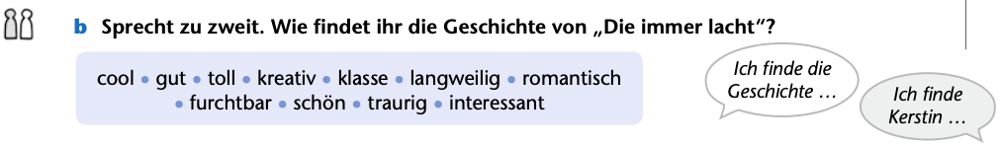 b Sprecht zu zweit. Wie findet ihr die Geschichte von „Die immer lacht“?
cool • gut • toll • kreativ • klasse • langweilig • romantisch
• furchtbar • schön • traurig • interessant
Ich finde die
Geschichte …
Ich finde
Kerstin …